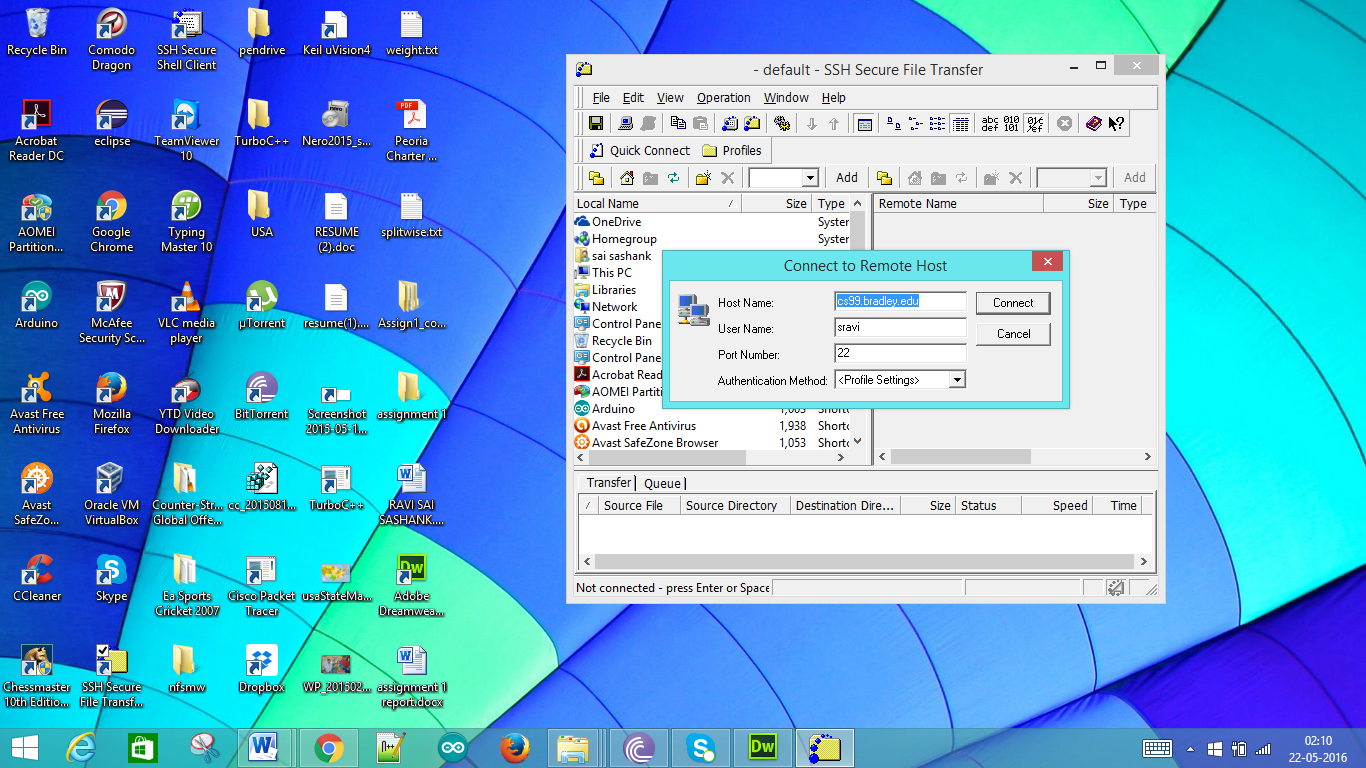 Recycle Bin
Comodo
Dragon
SSH Secure
Shell Client
pendrive
Keil uVision4
weight.txt
Acrobat
Reader DC
eclipse
TeamViewer
10
TurboC++
Nero2015_s...
Peoria
Charter ...
AOMEI
Partition...
Google
Chrome
Typing
Master 10
USA
RESUME
(2).doc
splitwise.txt
Arduino
McAfee
Security Sc...
VLC media
player
µTorrent
resume(1)....
Assign1_co...
Avast Free
Antivirus
Mozilla
Firefox
YTD Video
Downloader
BitTorrent
Screenshot
2015-05-1...
assignment 1
Avast
SafeZo...
Oracle VM
VirtualBox
Counter-Str...
Global Offe...
cc_2015081...
TurboC++
RAVI SAI
SASHANK....
CCleaner
Skype
Ea Sports
Cricket 2007
Cisco Packet
Tracer
usaStateMa...
Adobe
Dreamwea...
Chessmaster
10th Editio...
SSH Secure
File Transf...
nfsmw
Dropbox
WP_201502...
assignment 1
report.docx
- default - SSH Secure File Transfer
File Edit View Operation Window Help
abc def 010 101
Quick Connect Profiles
Add Add
Local Name / Size Type
Remote Name Size Type
OneDrive Syster
Homegroup Syster
sai sashank
This PC
Libraries
Network
Control Pane
Recycle Bin
Control Pane
Acrobat Read
AOMEI Partiti
Arduino 1,003 Shortc
Avast Free Antivirus 1,938 Shortc
Avast SafeZone Browser 1,053 Shortc
Connect to Remote Host
Host Name: cs99.bradley.edu Connect
User Name: sravi Cancel
Port Number: 22
Authentication Method: <Profile Settings>
Transfer Queue
/ Source File Source Directory Destination Dire... Size Status Speed Time
Not connected - press Enter or Space
02:10
22-05-2016